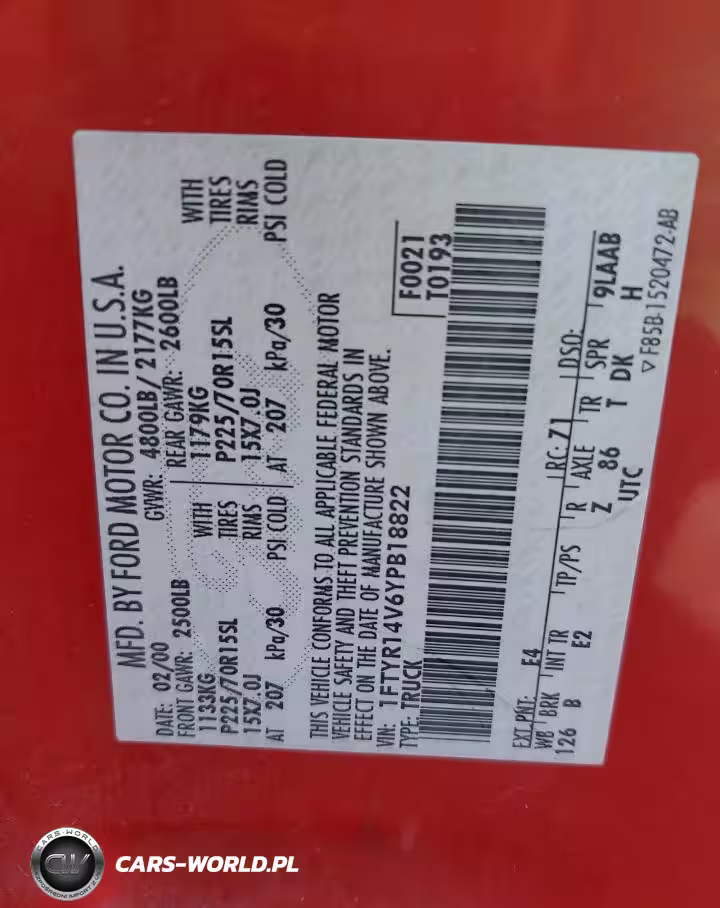 MFD. BY FORD MOTOR CO. IN U.S.A.
DATE: 02/00 GVWR: 4800LB/ 2177KG
FRONT GAWR: 2500LB REAR GAWR: 2600LB
1133KG WITH 1179KG WITH
P225/70R15SL TIRES P225/70R15SL TIRES
15X7.0J RIMS 15X7.0J RIMS
AT 207 kPa/30 PSI COLD AT 207 kPa/30 PSI COLD
THIS VEHICLE CONFORMS TO ALL APPLICABLE FEDERAL MOTOR
VEHICLE SAFETY AND THEFT PREVENTION STANDARDS IN
EFFECT ON THE DATE OF MANUFACTURE SHOWN ABOVE.
VIN: 1FTYR14V6YPB18822 F0021
TYPE: TRUCK T0193
EXT PNT: E4 RC: 71 DSO:
WB BRK INT TR TP/PS R AXLE TR SPR 9LAAB
126 B E2 Z 86 T DK H
UTC ▽ F85B-1520472-AB
CARS-WORLD
CW
CARS-WORLD.PL